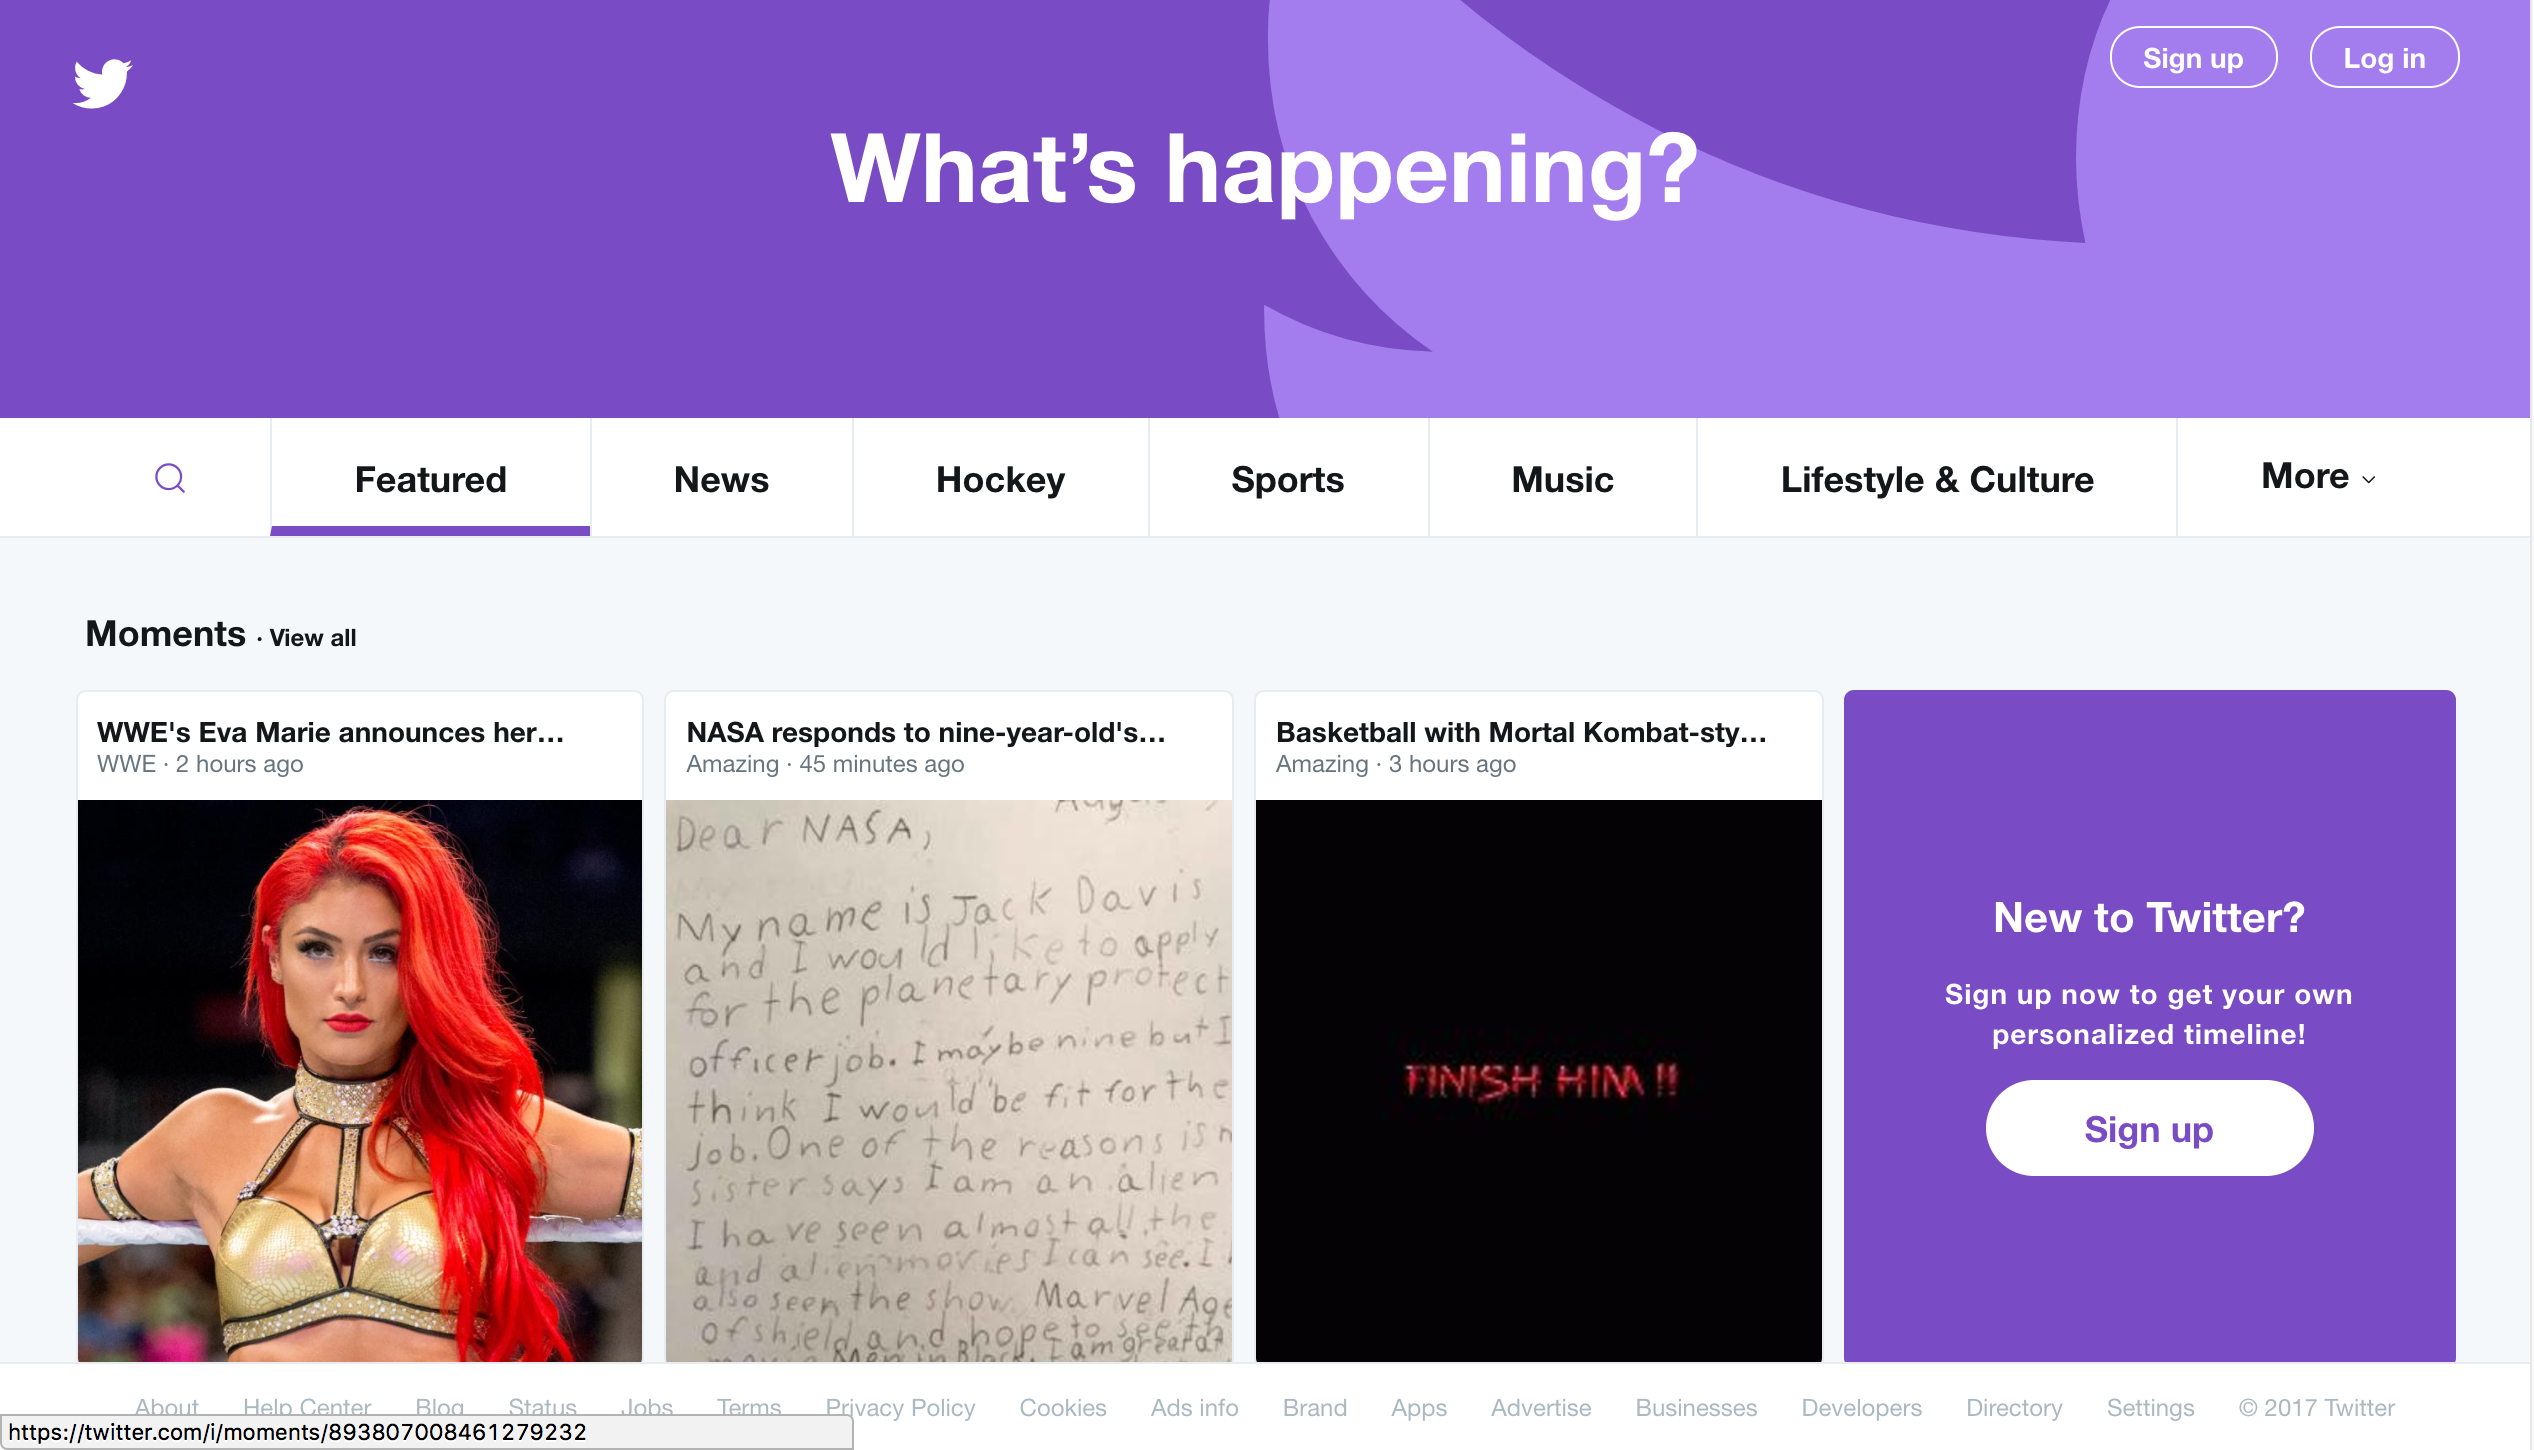 Sign up
Log in
What’s happening?
Featured
News
Hockey
Sports
Music
Lifestyle & Culture
More
Moments · View all
WWE's Eva Marie announces her…
WWE · 2 hours ago
NASA responds to nine-year-old's…
Amazing · 45 minutes ago
Basketball with Mortal Kombat-sty…
Amazing · 3 hours ago
Dear NASA,
My name is Jack Davis
and I would like to apply
for the planetary protect
officer job. I may be nine but I
think I would be fit for the
job. One of the reasons is
sister says I am an alien
I have seen almost all the
and alien movies I can see. I
also seen the show Marvel Age
of shield and hope to see th
Men in Black. I am great at
FINISH HIM !!
New to Twitter?
Sign up now to get your own
personalized timeline!
Sign up
About
Help Center
Blog
Status
Jobs
Terms
Privacy Policy
Cookies
Ads info
Brand
Apps
Advertise
Businesses
Developers
Directory
Settings
© 2017 Twitter
https://twitter.com/i/moments/893807008461279232